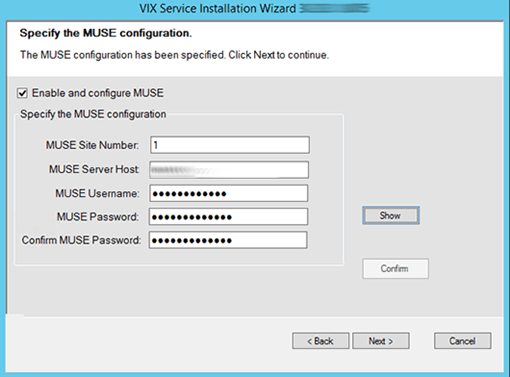 VIX Service Installation Wizard
Specify the MUSE configuration.
The MUSE configuration has been specified. Click Next to continue.
Enable and configure MUSE
Specify the MUSE configuration
MUSE Site Number: 1
MUSE Server Host:
MUSE Username: ●●●●●●●●●●●●
MUSE Password: ●●●●●●●●●●●●●
Show
Confirm MUSE Password: ●●●●●●●●●●●●●
Confirm
< Back Next > Cancel